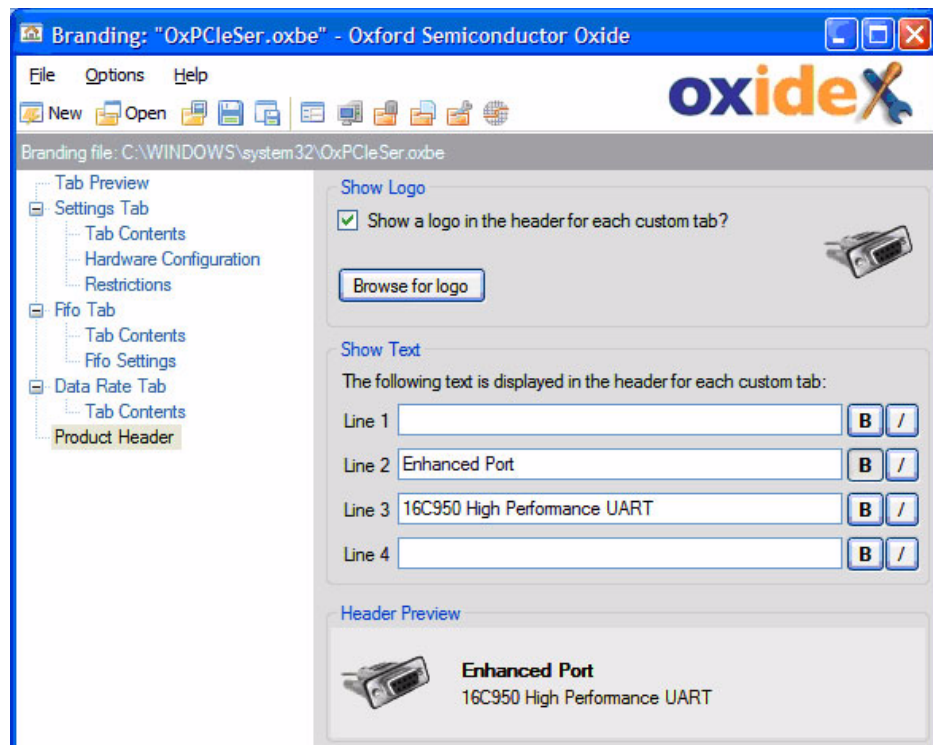 Branding: "OxPCIeSer.oxbe" - Oxford Semiconductor Oxide
File Options Help
oxide
New Open
Branding file: C:\WINDOWS\system32\OxPCIeSer.oxbe
Tab Preview
Settings Tab
Tab Contents
Hardware Configuration
Restrictions
Fifo Tab
Tab Contents
Fifo Settings
Data Rate Tab
Tab Contents
Product Header
Show Logo
Show a logo in the header for each custom tab?
Browse for logo
Show Text
The following text is displayed in the header for each custom tab:
Line 1 B I
Line 2 Enhanced Port B I
Line 3 16C950 High Performance UART B I
Line 4 B I
Header Preview
Enhanced Port
16C950 High Performance UART